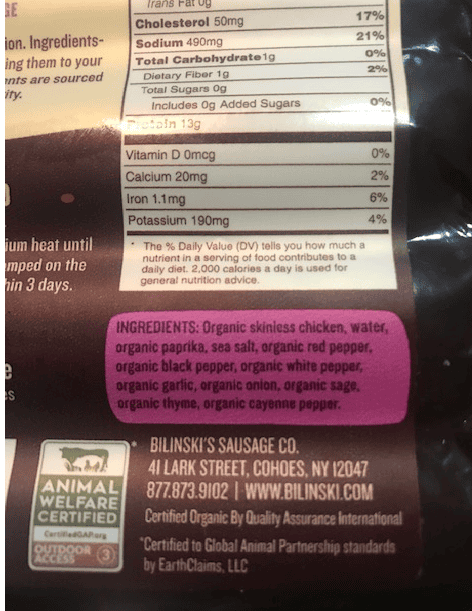 GE
ion. Ingredients-
ing them to your
nts are sourced
ity.
ium heat until
mped on the
hin 3 days.
e
es
Trans Fat 0g
Cholesterol 50mg 17%
Sodium 490mg 21%
Total Carbohydrate 1g 0%
Dietary Fiber 1g 2%
Total Sugars 0g
Includes 0g Added Sugars 0%
Protein 13g
Vitamin D 0mcg 0%
Calcium 20mg 2%
Iron 1.1mg 6%
Potassium 190mg 4%
* The % Daily Value (DV) tells you how much a
nutrient in a serving of food contributes to a
daily diet. 2,000 calories a day is used for
general nutrition advice.
INGREDIENTS: Organic skinless chicken, water,
organic paprika, sea salt, organic red pepper,
organic black pepper, organic white pepper,
organic garlic, organic onion, organic sage,
organic thyme, organic cayenne pepper.
BILINSKI'S SAUSAGE CO.
41 LARK STREET, COHOES, NY 12047
877.873.9102 | WWW.BILINSKI.COM
Certified Organic By Quality Assurance International
*Certified to Global Animal Partnership standards
by EarthClaims, LLC
*
ANIMAL
WELFARE
CERTIFIED
CertifiedGAP.org
OUTDOOR
ACCESS 3